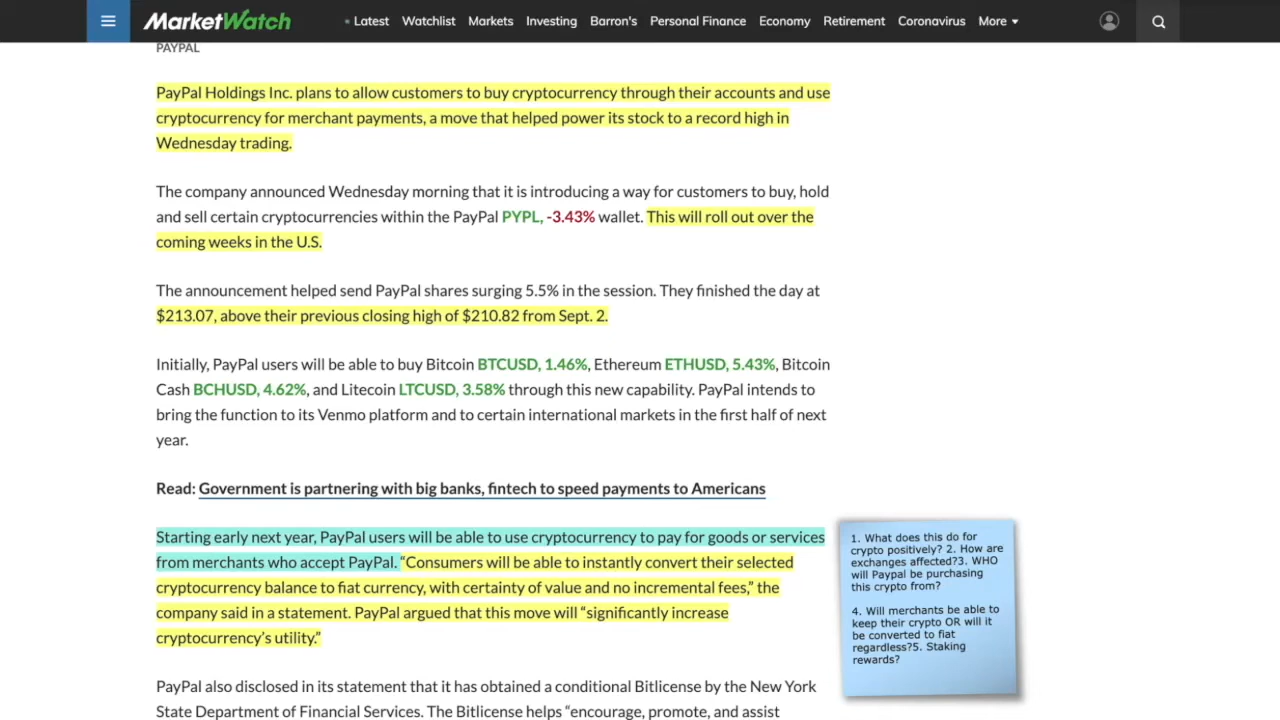 MarketWatch
Latest Watchlist Markets Investing Barron's Personal Finance Economy Retirement Coronavirus More
PAYPAL
PayPal Holdings Inc. plans to allow customers to buy cryptocurrency through their accounts and use
cryptocurrency for merchant payments, a move that helped power its stock to a record high in
Wednesday trading.
The company announced Wednesday morning that it is introducing a way for customers to buy, hold
and sell certain cryptocurrencies within the PayPal PYPL, -3.43% wallet. This will roll out over the
coming weeks in the U.S.
The announcement helped send PayPal shares surging 5.5% in the session. They finished the day at
$213.07, above their previous closing high of $210.82 from Sept. 2.
Initially, PayPal users will be able to buy Bitcoin BTCUSD, 1.46%, Ethereum ETHUSD, 5.43%, Bitcoin
Cash BCHUSD, 4.62%, and Litecoin LTCUSD, 3.58% through this new capability. PayPal intends to
bring the function to its Venmo platform and to certain international markets in the first half of next
year.
Read: Government is partnering with big banks, fintech to speed payments to Americans
Starting early next year, PayPal users will be able to use cryptocurrency to pay for goods or services
from merchants who accept PayPal. “Consumers will be able to instantly convert their selected
cryptocurrency balance to fiat currency, with certainty of value and no incremental fees,” the
company said in a statement. PayPal argued that this move will “significantly increase
cryptocurrency’s utility.”
PayPal also disclosed in its statement that it has obtained a conditional Bitlicense by the New York
State Department of Financial Services. The Bitlicense helps “encourage, promote, and assist
1. What does this do for
crypto positively? 2. How are
exchanges affected?3. WHO
will Paypal be purchasing
this crypto from?
4. Will merchants be able to
keep their crypto OR will it
be converted to fiat
regardless?5. Staking
rewards?